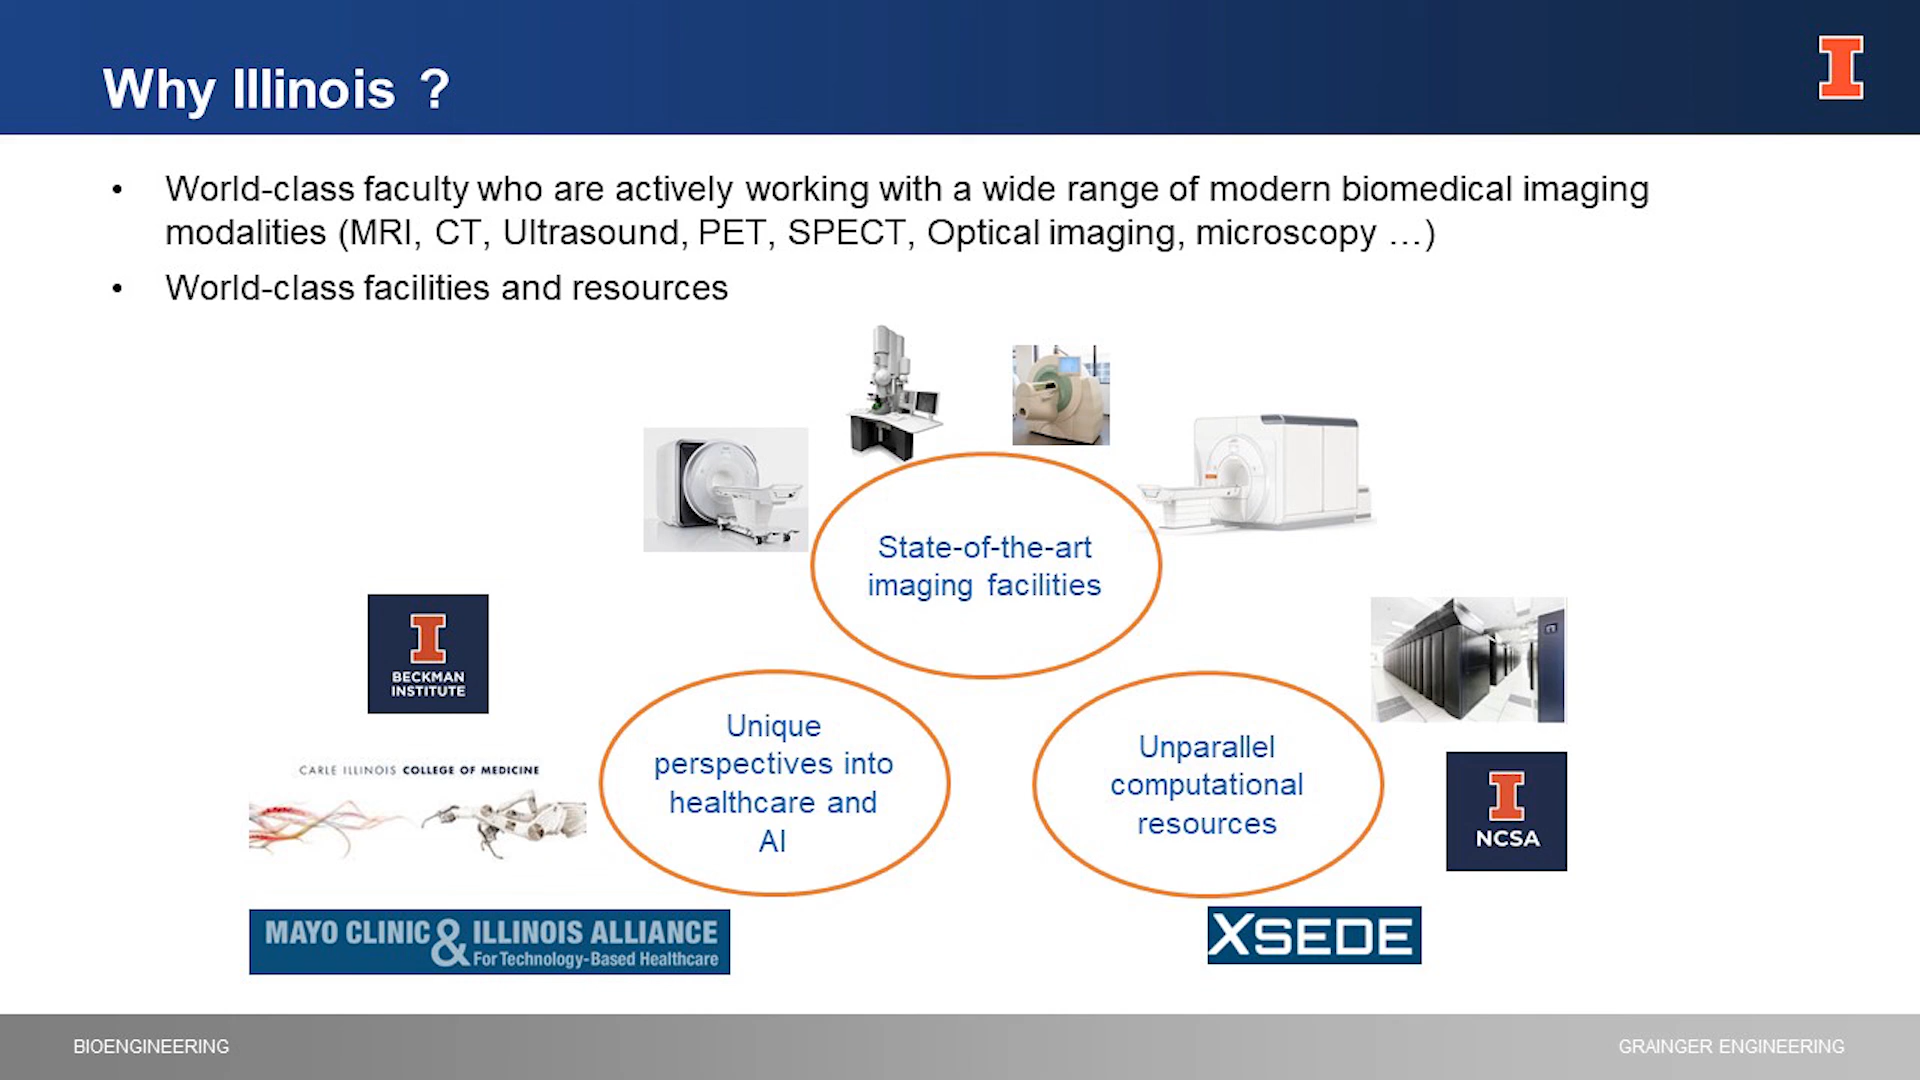 Why Illinois ?
• World-class faculty who are actively working with a wide range of modern biomedical imaging
modalities (MRI, CT, Ultrasound, PET, SPECT, Optical imaging, microscopy …)
• World-class facilities and resources
State-of-the-art
imaging facilities
BECKMAN
INSTITUTE
Unique
perspectives into
healthcare and
AI
Unparallel
computational
resources
CARLE ILLINOIS COLLEGE OF MEDICINE
NCSA
MAYO CLINIC & ILLINOIS ALLIANCE
For Technology-Based Healthcare
XSEDE
BIOENGINEERING
GRAINGER ENGINEERING